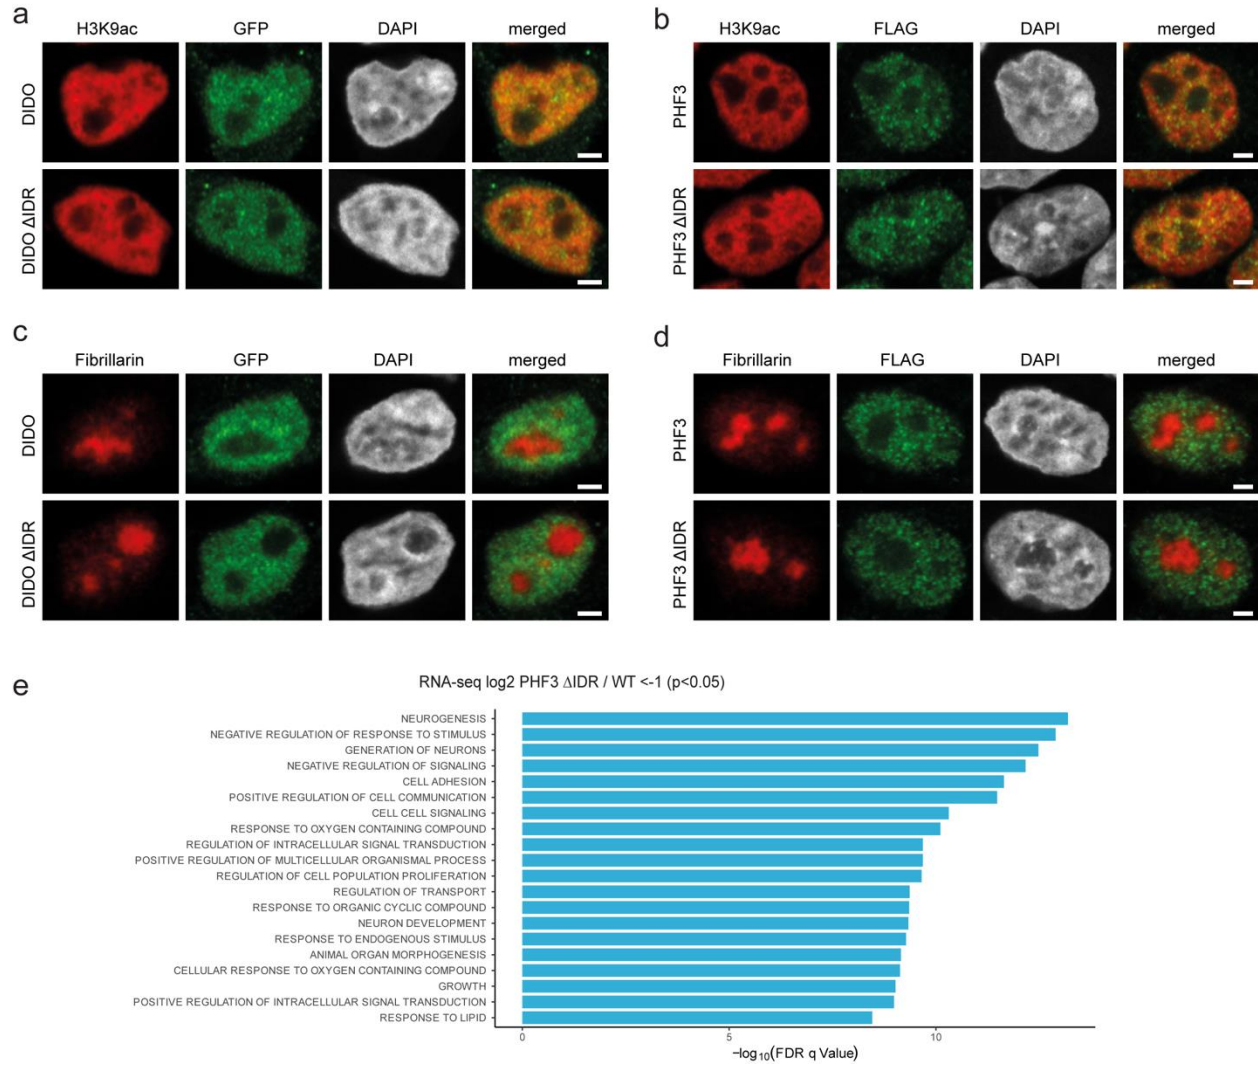 a
H3K9ac GFP DAPI merged
DIDO
DIDO ΔIDR
b
H3K9ac FLAG DAPI merged
PHF3
PHF3 ΔIDR
c
Fibrillarin GFP DAPI merged
DIDO
DIDO ΔIDR
d
Fibrillarin FLAG DAPI merged
PHF3
PHF3 ΔIDR
e
RNA-seq log2 PHF3 ΔIDR / WT <-1 (p<0.05)
NEUROGENESIS
NEGATIVE REGULATION OF RESPONSE TO STIMULUS
GENERATION OF NEURONS
NEGATIVE REGULATION OF SIGNALING
CELL ADHESION
POSITIVE REGULATION OF CELL COMMUNICATION
CELL CELL SIGNALING
RESPONSE TO OXYGEN CONTAINING COMPOUND
REGULATION OF INTRACELLULAR SIGNAL TRANSDUCTION
POSITIVE REGULATION OF MULTICELLULAR ORGANISMAL PROCESS
REGULATION OF CELL POPULATION PROLIFERATION
REGULATION OF TRANSPORT
RESPONSE TO ORGANIC CYCLIC COMPOUND
NEURON DEVELOPMENT
RESPONSE TO ENDOGENOUS STIMULUS
ANIMAL ORGAN MORPHOGENESIS
CELLULAR RESPONSE TO OXYGEN CONTAINING COMPOUND
GROWTH
POSITIVE REGULATION OF INTRACELLULAR SIGNAL TRANSDUCTION
RESPONSE TO LIPID
0 5 10
−log10(FDR q Value)